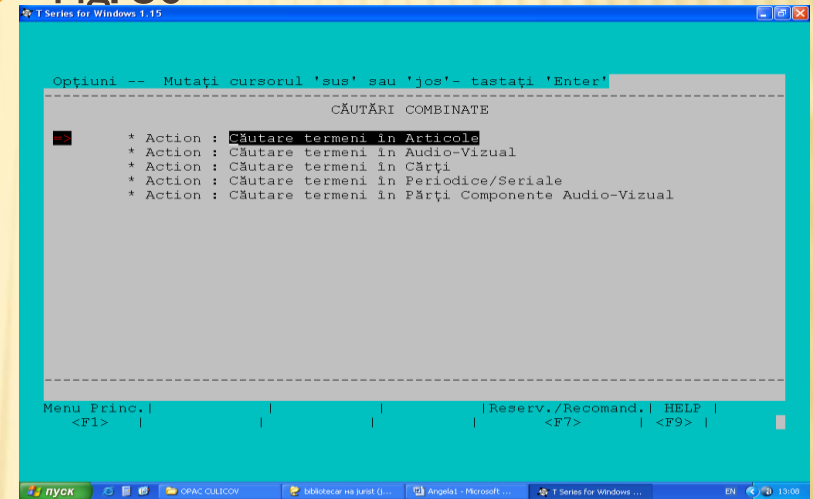 T Series for Windows 1.15
Opţiuni -- Mutaţi cursorul 'sus' sau 'jos'- tastaţi 'Enter'
CĂUTĂRI COMBINATE
=> * Action : Căutare termeni în Articole
* Action : Căutare termeni în Audio-Vizual
* Action : Căutare termeni în Cărţi
* Action : Căutare termeni în Periodice/Seriale
* Action : Căutare termeni în Părţi Componente Audio-Vizual
Menu Princ.| | | |Reserv./Recomand.| HELP |
<F1> | | | | <F7> | <F9> |
пуск OPAC CULICOV bibliotecar на jurist (j... Angela1 - Microsoft ... T Series for Windows ... EN 13:06